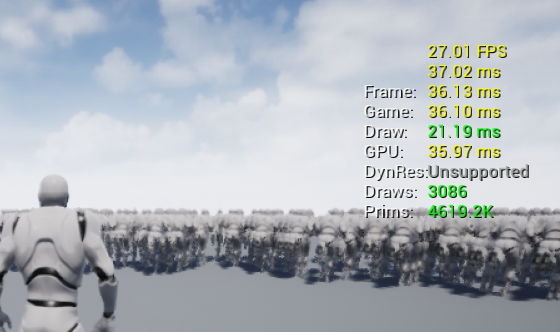 27.01 FPS
37.02 ms
Frame: 36.13 ms
Game: 36.10 ms
Draw: 21.19 ms
GPU: 35.97 ms
DynRes:Unsupported
Draws: 3086
Prims: 4619.2K